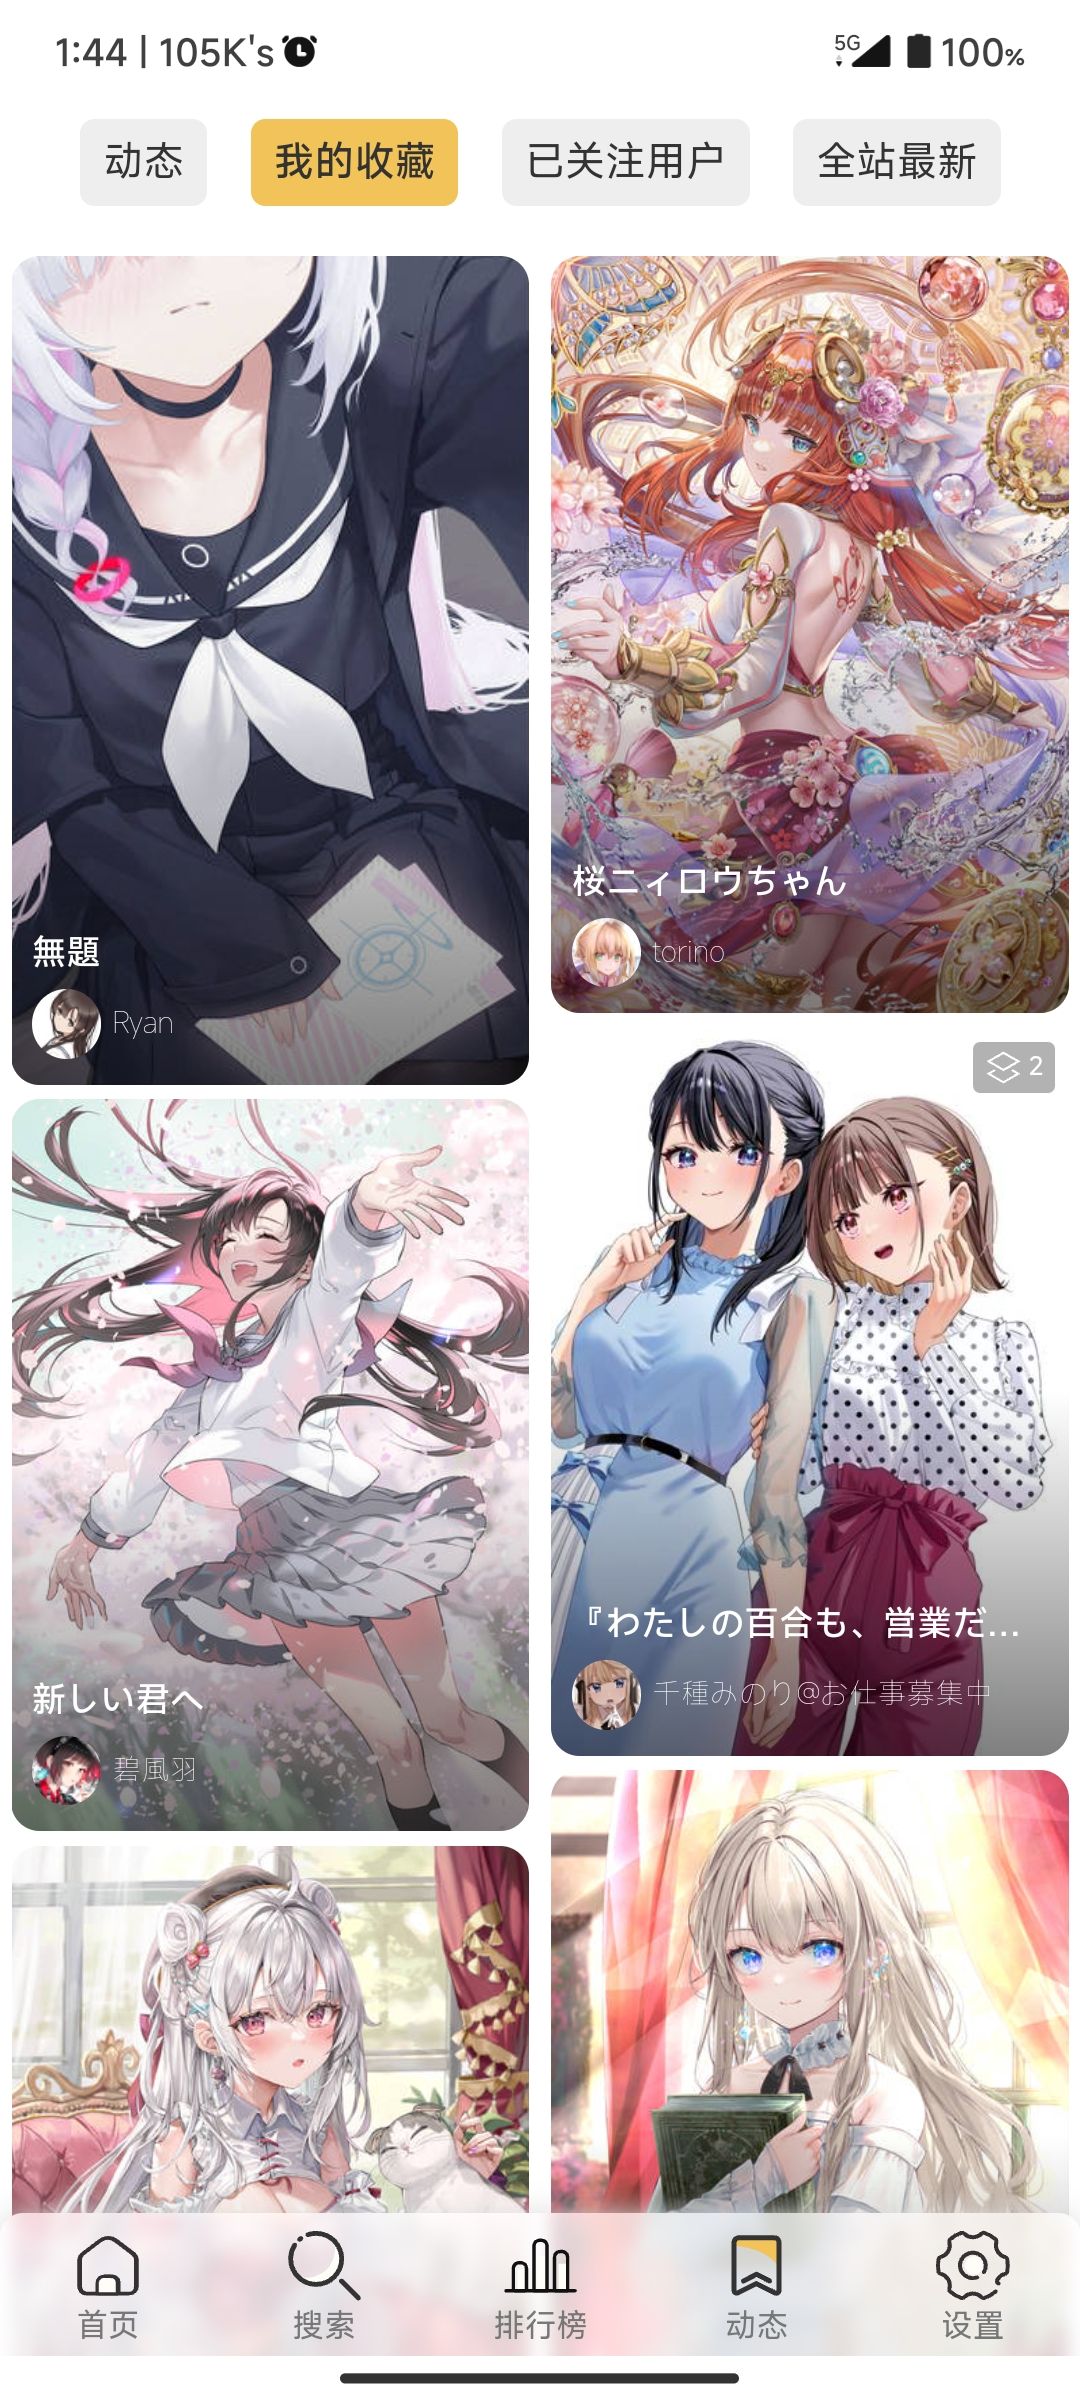 1:44 | 105K's
5G
100%
动态
我的收藏
已关注用户
全站最新
無題
Ryan
桜ニィロウちゃん
torino
2
新しい君へ
碧風羽
『わたしの百合も、営業だ...
千種みのり@お仕事募集中
首页
搜索
排行榜
动态
设置